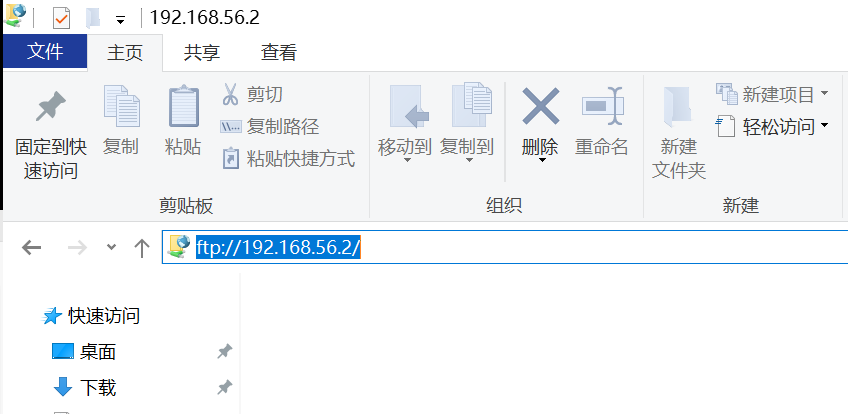 192.168.56.2
文件 主页 共享 查看
固定到快速访问
复制
粘贴
剪切
复制路径
粘贴快捷方式
剪贴板
移动到
复制到
删除
重命名
组织
新建
文件夹
新建项目
轻松访问
新建
ftp://192.168.56.2/
快速访问
桌面
下载